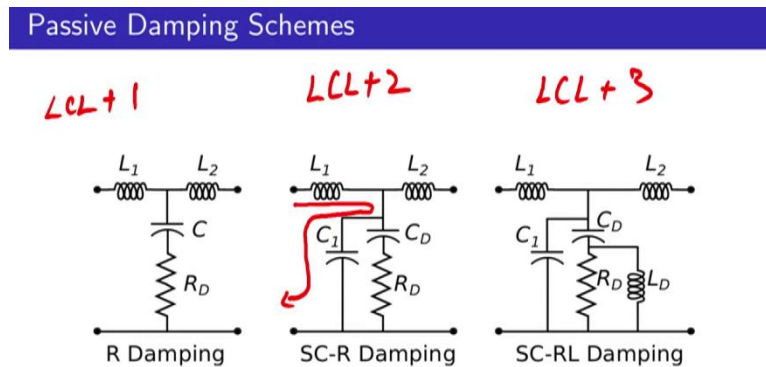 Passive Damping Schemes
LCL+1 LCL+2 LCL+3
L1 L2 L1 L2 L1 L2
C C1 CD C1 CD
RD RD RD LD
R Damping SC-R Damping SC-RL Damping